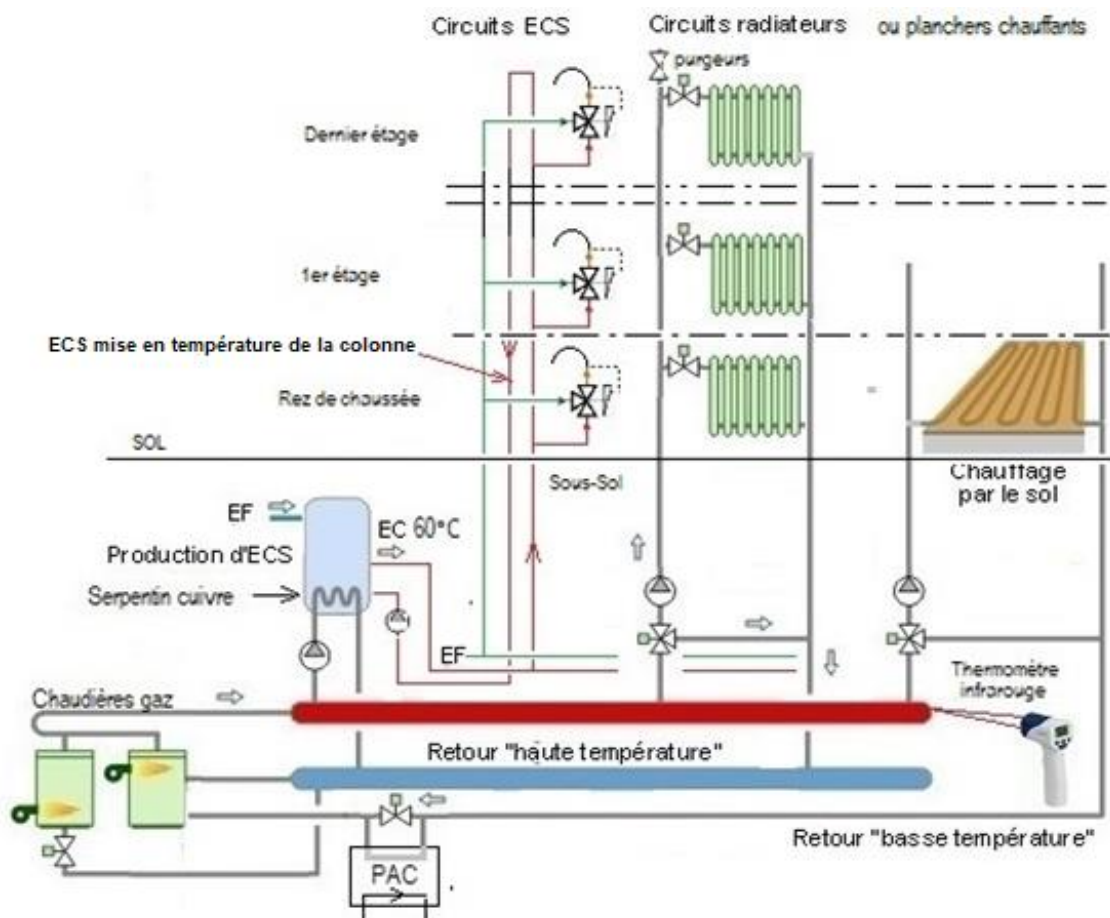 Circuits ECS
Circuits radiateurs
ou planchers chauffants
purgeurs
Dernier étage
1er étage
ECS mise en température de la colonne
Rez de chaussée
SOL
Sous-Sol
Chauffage
par le sol
EF
EC 60°C
Production d'ECS
Serpentin cuivre
EF
Thermomètre
infrarouge
Chaudières gaz
Retour "haute température"
Retour "basse température"
PAC